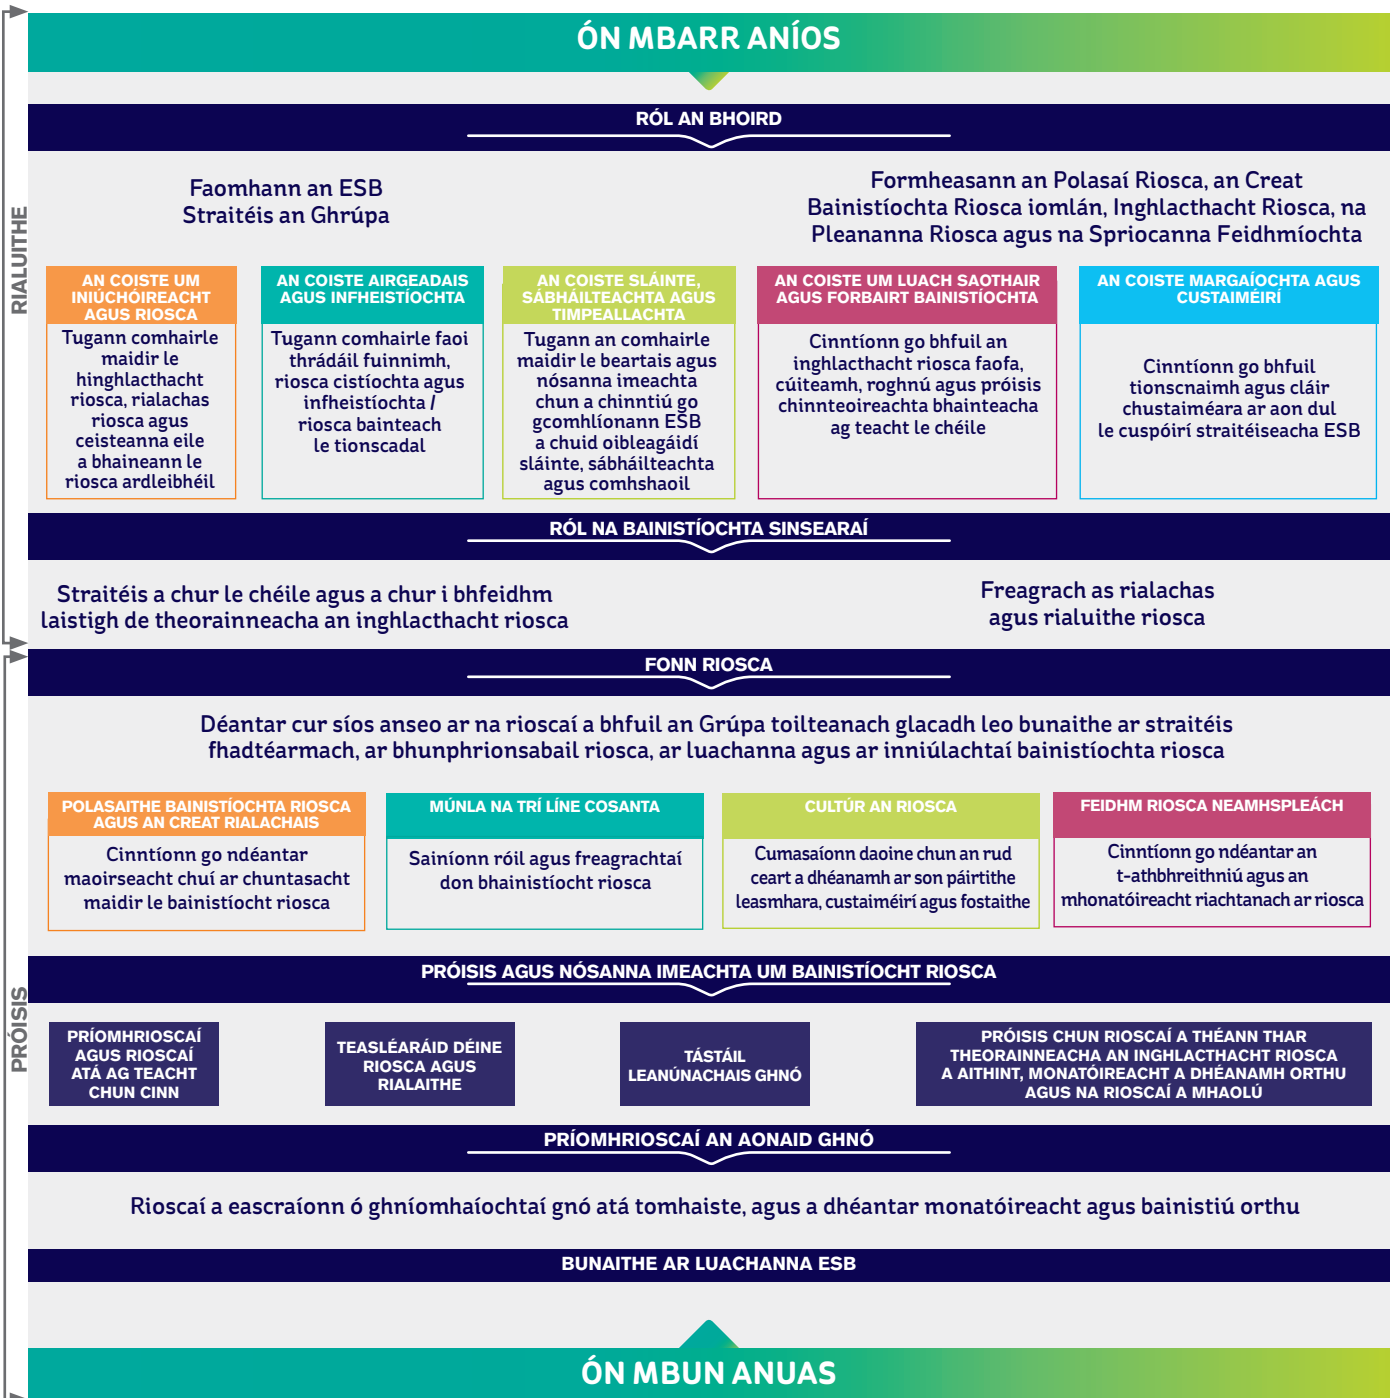 ÓN MBARR ANÍOS
RÓL AN BHOIRD
RIALUITHE
Faomhann an ESB
Straitéis an Ghrúpa
Formheasann an Polasaí Riosca, an Creat
Bainistíochta Riosca iomlán, Inghlacthacht Riosca, na
Pleananna Riosca agus na Spriocanna Feidhmíochta
AN COISTE UM
INIÚCHÓIREACHT
AGUS RIOSCA
Tugann comhairle
maidir le
hinghlacthacht
riosca, rialachas
riosca agus
ceisteanna eile
a bhaineann le
riosca ardleibhéil
AN COISTE AIRGEADAIS
AGUS INFHEISTÍOCHTA
Tugann comhairle faoi
thrádáil fuinnimh,
riosca cistíochta agus
infheistíochta /
riosca bainteach
le tionscadal
AN COISTE SLÁINTE,
SÁBHÁILTEACHTA AGUS
TIMPEALLACHTA
Tugann an comhairle
maidir le beartais agus
nósanna imeachta
chun a chinntiú go
gcomhlíonann ESB
a chuid oibleagáidí
sláinte, sábháilteachta
agus comhshaoil
AN COISTE UM LUACH SAOTHAIR
AGUS FORBAIRT BAINISTÍOCHTA
Cinntíonn go bhfuil an
inghlacthacht riosca faofa,
cúiteamh, roghnú agus próisis
chinnteoireachta bhainteacha
ag teacht le chéile
AN COISTE MARGAÍOCHTA AGUS
CUSTAIMÉIRÍ
Cinntíonn go bhfuil
tionscnaimh agus cláir
chustaiméara ar aon dul
le cuspóirí straitéiseacha ESB
RÓL NA BAINISTÍOCHTA SINSEARAÍ
Straitéis a chur le chéile agus a chur i bhfeidhm
laistigh de theorainneacha an inghlacthacht riosca
Freagrach as rialachas
agus rialuithe riosca
FONN RIOSCA
PRÓISIS
Déantar cur síos anseo ar na rioscaí a bhfuil an Grúpa toilteanach glacadh leo bunaithe ar straitéis
fhadtéarmach, ar bhunphrionsabail riosca, ar luachanna agus ar inniúlachtaí bainistíochta riosca
POLASAITHE BAINISTÍOCHTA RIOSCA
AGUS AN CREAT RIALACHAIS
Cinntíonn go ndéantar
maoirseacht chuí ar chuntasacht
maidir le bainistíocht riosca
MÚNLA NA TRÍ LÍNE COSANTA
Sainíonn róil agus freagrachtaí
don bhainistíocht riosca
CULTÚR AN RIOSCA
Cumasaíonn daoine chun an rud
ceart a dhéanamh ar son páirtithe
leasmhara, custaiméirí agus fostaithe
FEIDHM RIOSCA NEAMHSPLEÁCH
Cinntíonn go ndéantar an
t-athbhreithniú agus an
mhonatóireacht riachtanach ar riosca
PRÓISIS AGUS NÓSANNA IMEACHTA UM BAINISTÍOCHT RIOSCA
PRÍOMHRIOSCAÍ
AGUS RIOSCAÍ
ATÁ AG TEACHT
CHUN CINN
TEASLÉARÁID DÉINE
RIOSCA AGUS
RIALAITHE
TÁSTÁIL
LEANÚNACHAIS GHNÓ
PRÓISIS CHUN RIOSCAÍ A THÉANN THAR
THEORAINNEACHA AN INGHLACTHACHT RIOSCA
A AITHINT, MONATÓIREACHT A DHÉANAMH ORTHU
AGUS NA RIOSCAÍ A MHAOLÚ
PRÍOMHRIOSCAÍ AN AONAID GHNÓ
Rioscaí a eascraíonn ó ghníomhaíochtaí gnó atá tomhaiste, agus a dhéantar monatóireacht agus bainistiú orthu
BUNAITHE AR LUACHANNA ESB
ÓN MBUN ANUAS